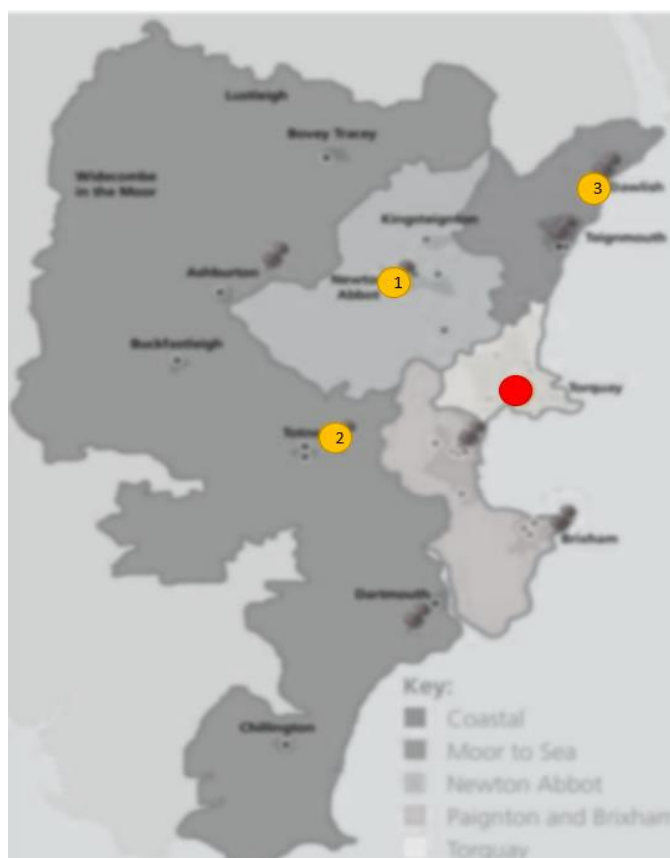 Lustleigh
Bovey Tracey
Widecombe
in the Moor
3
Dawlish
Kingsteignton
Teignmouth
Ashburton
Newton
1
Abbot
Buckfastleigh
Torquay
2
Brixham
Dartmouth
Key:
Coastal
Moor to Sea
Chillington
Newton Abbot
Paignton and Brixham
Torquay